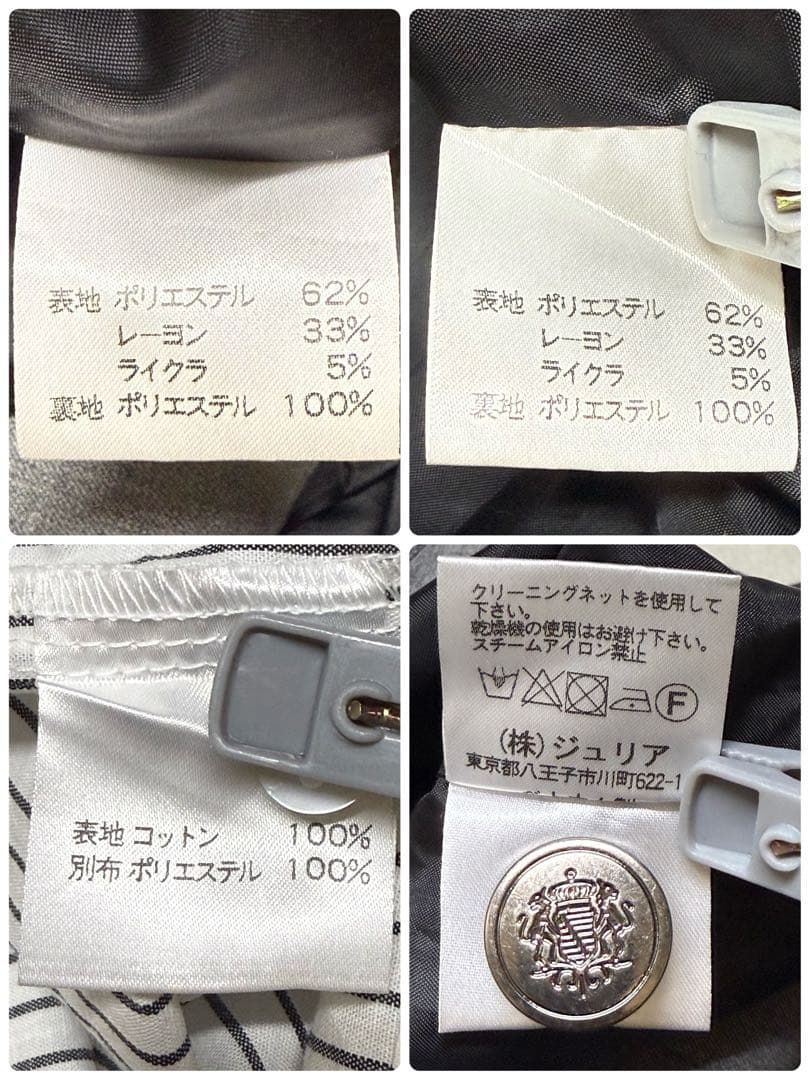 表地 ポリエステル 62%
レーヨン 33%
ライクラ 5%
裏地 ポリエステル 100%
表地 ポリエステル 62%
レーヨン 33%
ライクラ 5%
裏地 ポリエステル 100%
表地 コットン 100%
別布 ポリエステル 100%
クリーニングネットを使用して
下さい。
乾燥機の使用はお避け下さい。
スチームアイロン禁止
F
(株)ジュリア
東京都八王子市川町622-1